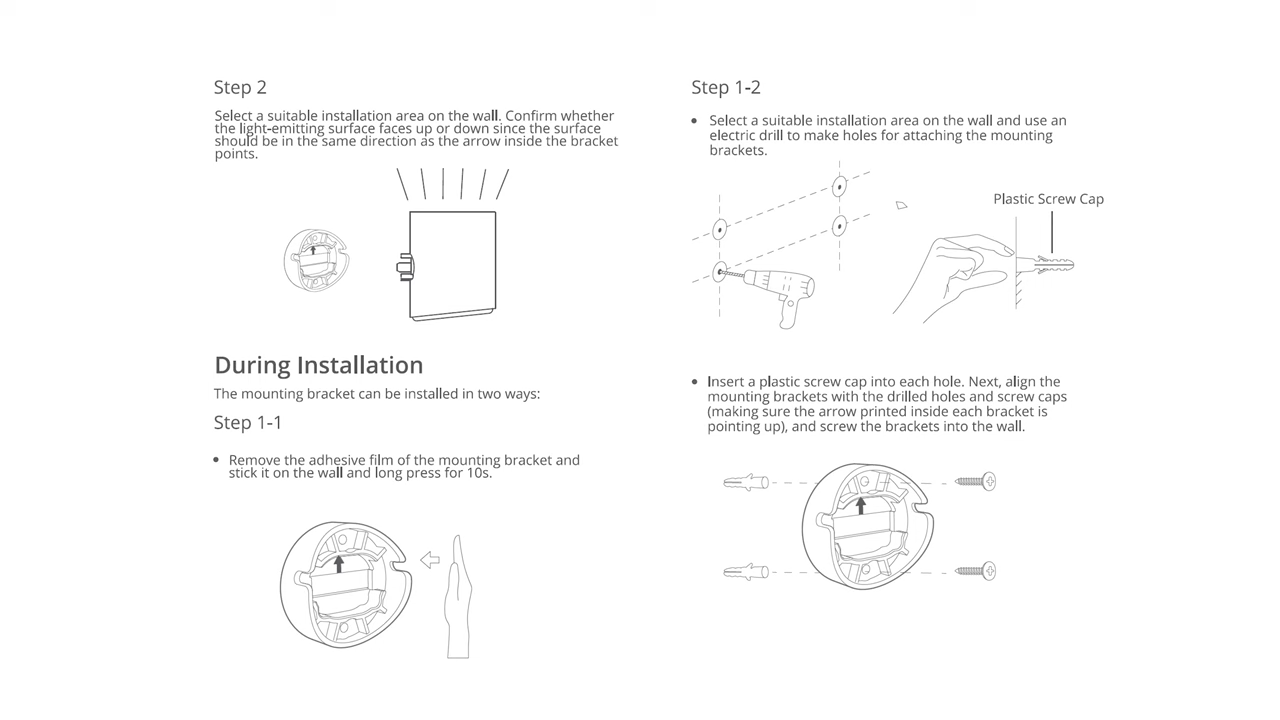 Step 2
Select a suitable installation area on the wall. Confirm whether
the light-emitting surface faces up or down since the surface
should be in the same direction as the arrow inside the bracket
points.
During Installation
The mounting bracket can be installed in two ways:
Step 1-1
• Remove the adhesive film of the mounting bracket and
stick it on the wall and long press for 10s.
Step 1-2
• Select a suitable installation area on the wall and use an
electric drill to make holes for attaching the mounting
brackets.
Plastic Screw Cap
• Insert a plastic screw cap into each hole. Next, align the
mounting brackets with the drilled holes and screw caps
(making sure the arrow printed inside each bracket is
pointing up), and screw the brackets into the wall.